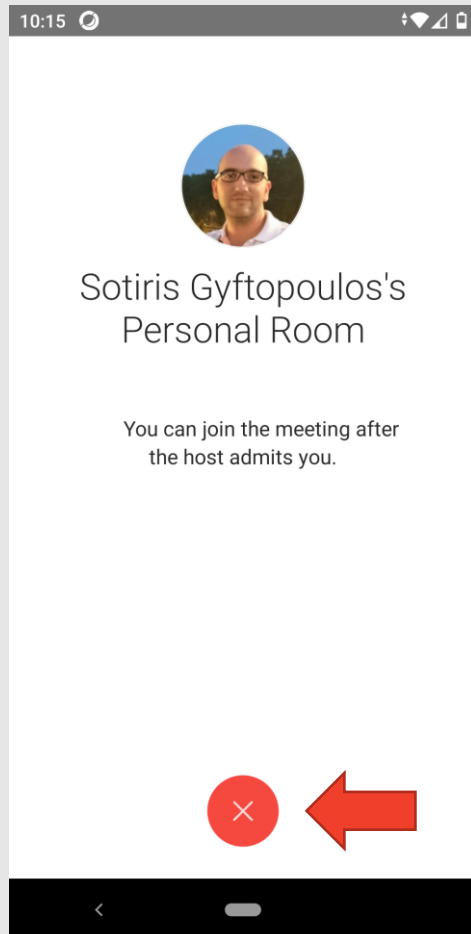 10:15
Sotiris Gyftopoulos's
Personal Room
You can join the meeting after
the host admits you.